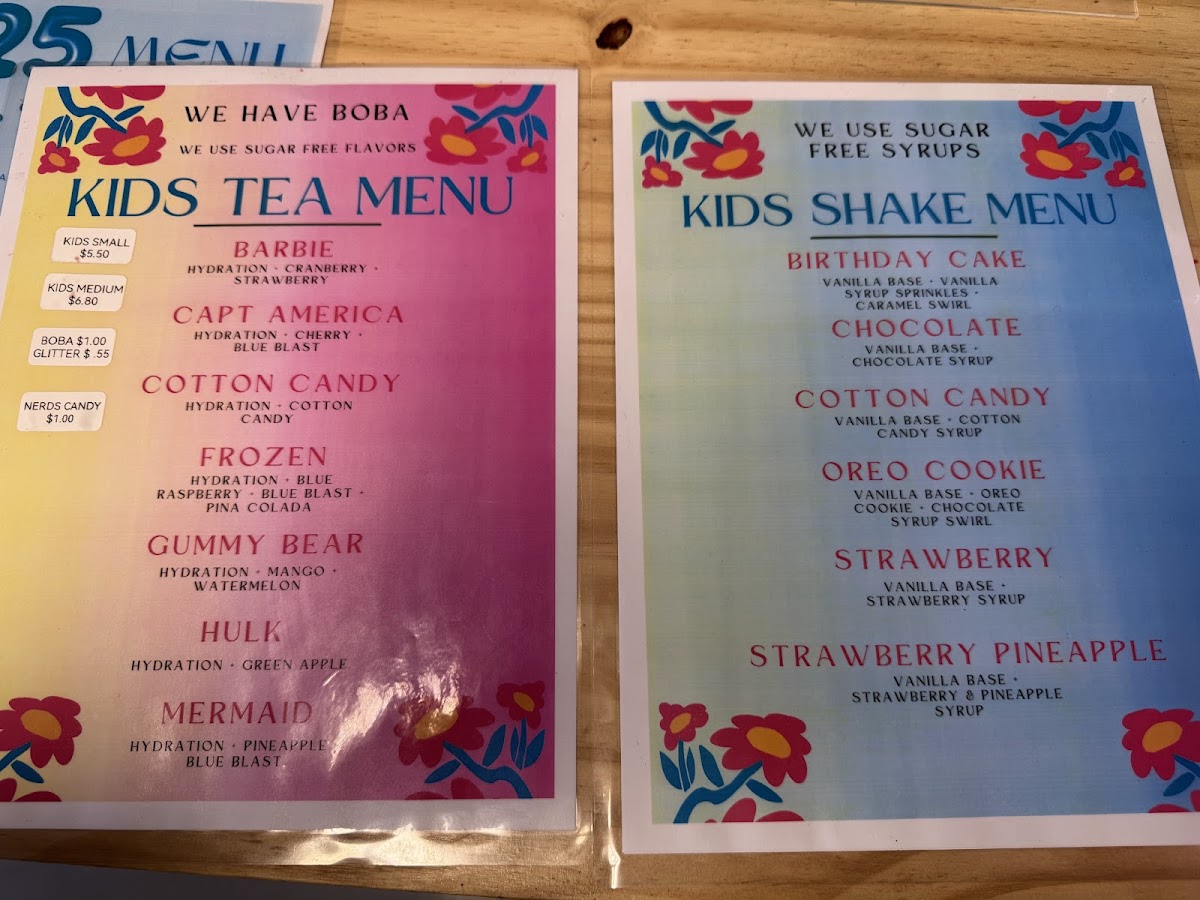 25 MENU
WE HAVE BOBA
WE USE SUGAR FREE FLAVORS
KIDS TEA MENU
KIDS SMALL
$5.50
KIDS MEDIUM
$6.80
BOBA $1.00
GLITTER $ .55
NERDS CANDY
$1.00
BARBIE
HYDRATION • CRANBERRY •
STRAWBERRY
CAPT AMERICA
HYDRATION • CHERRY •
BLUE BLAST
COTTON CANDY
HYDRATION • COTTON
CANDY
FROZEN
HYDRATION • BLUE
RASPBERRY • BLUE BLAST •
PINA COLADA
GUMMY BEAR
HYDRATION • MANGO •
WATERMELON
HULK
HYDRATION • GREEN APPLE
MERMAID
HYDRATION • PINEAPPLE
BLUE BLAST
WE USE SUGAR
FREE SYRUPS
KIDS SHAKE MENU
BIRTHDAY CAKE
VANILLA BASE • VANILLA
SYRUP SPRINKLES •
CARAMEL SWIRL
CHOCOLATE
VANILLA BASE •
CHOCOLATE SYRUP
COTTON CANDY
VANILLA BASE • COTTON
CANDY SYRUP
OREO COOKIE
VANILLA BASE • OREO
COOKIE • CHOCOLATE
SYRUP SWIRL
STRAWBERRY
VANILLA BASE •
STRAWBERRY SYRUP
STRAWBERRY PINEAPPLE
VANILLA BASE •
STRAWBERRY & PINEAPPLE
SYRUP